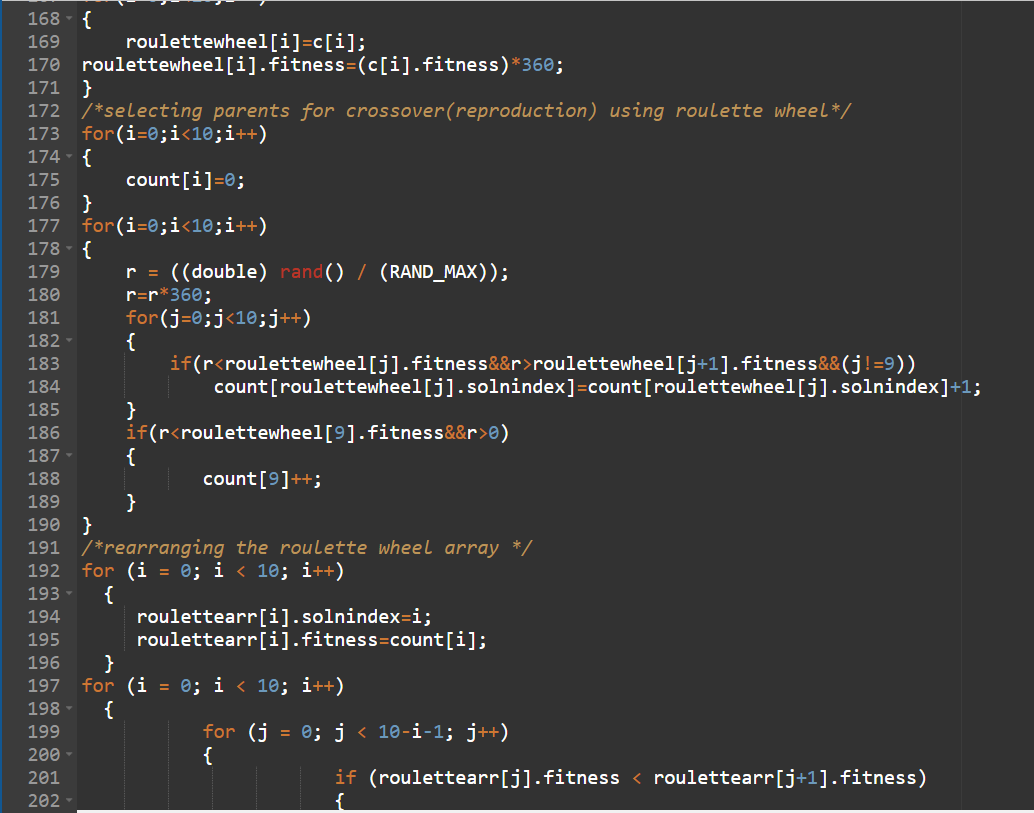 168 {
169     roulettewheel[i]=c[i];
170 roulettewheel[i].fitness=(c[i].fitness)*360;
171 }
172 /*selecting parents for crossover(reproduction) using roulette wheel*/
173 for(i=0;i<10;i++)
174 {
175     count[i]=0;
176 }
177 for(i=0;i<10;i++)
178 {
179     r = ((double) rand() / (RAND_MAX));
180     r=r*360;
181     for(j=0;j<10;j++)
182     {
183         if(r<roulettewheel[j].fitness&&r>roulettewheel[j+1].fitness&&(j!=9))
184             count[roulettewheel[j].solnindex]=count[roulettewheel[j].solnindex]+1;
185     }
186     if(r<roulettewheel[9].fitness&&r>0)
187     {
188            count[9]++;
189     }
190 }
191 /*rearranging the roulette wheel array */
192 for (i = 0; i < 10; i++)
193   {
194      roulettearr[i].solnindex=i;
195      roulettearr[i].fitness=count[i];
196   }
197 for (i = 0; i < 10; i++)
198   {
199            for (j = 0; j < 10-i-1; j++)
200            {
201                        if (roulettearr[j].fitness < roulettearr[j+1].fitness)
202                        {